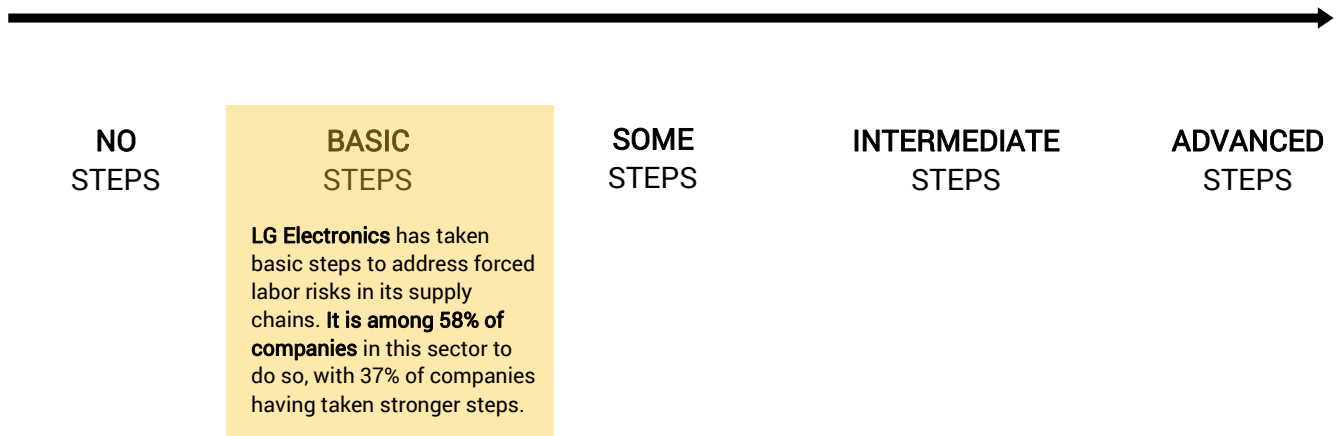 NO
STEPS
BASIC
STEPS
LG Electronics has taken
basic steps to address forced
labor risks in its supply
chains. It is among 58% of
companies in this sector to
do so, with 37% of companies
having taken stronger steps.
SOME
STEPS
INTERMEDIATE
STEPS
ADVANCED
STEPS